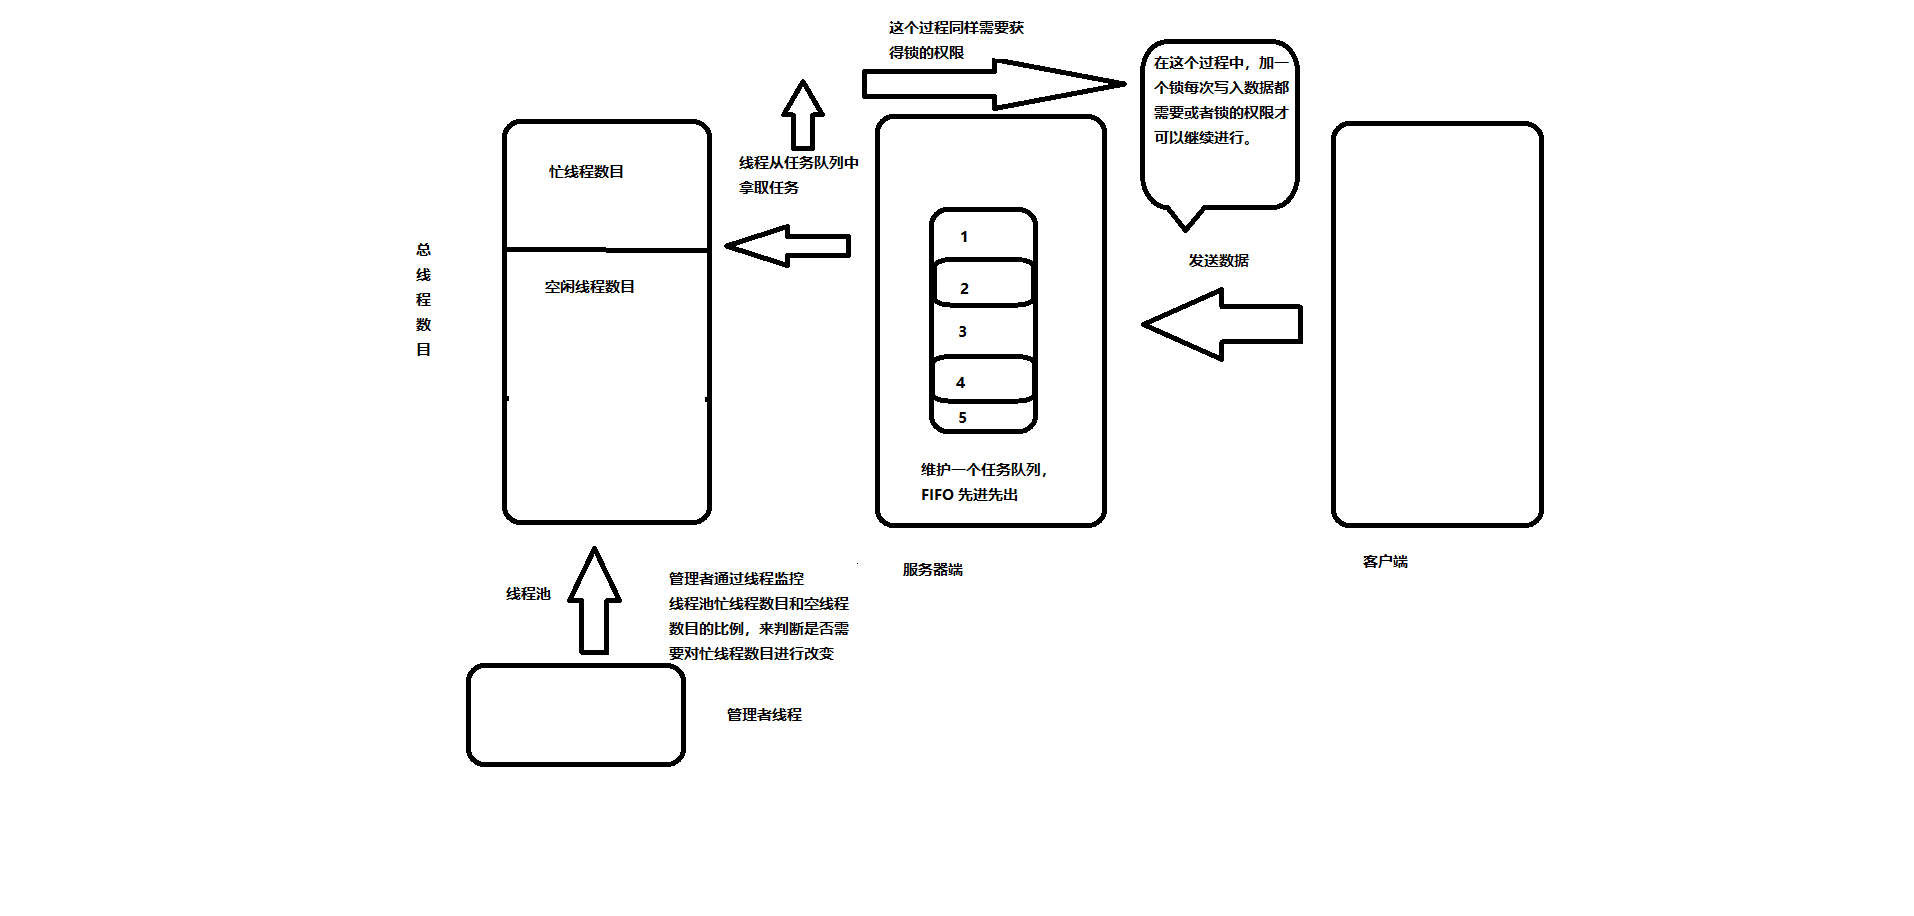 这个过程同样需要获
得锁的权限
在这个过程中，加一
个锁每次写入数据都
需要或者锁的权限才
可以继续进行。
忙线程数目
线程从任务队列中
拿取任务
总
线
程
数
目
空闲线程数目
1
2
3
4
5
发送数据
维护一个任务队列，
FIFO 先进先出
服务器端
客户端
线程池
管理者通过线程监控
线程池忙线程数目和空线程
数目的比例，来判断是否需
要对忙线程数目进行改变
管理者线程